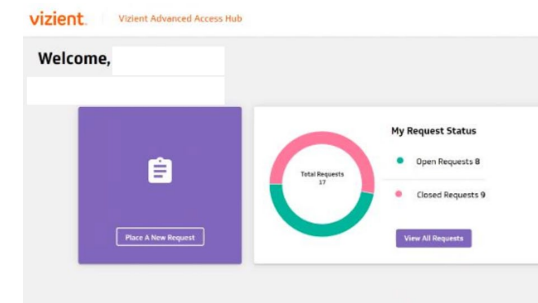 vizient. Vizient Advanced Access Hub
Welcome,
Place A New Request
Total Requests
17
My Request Status
Open Requests 8
Closed Requests 9
View All Requests